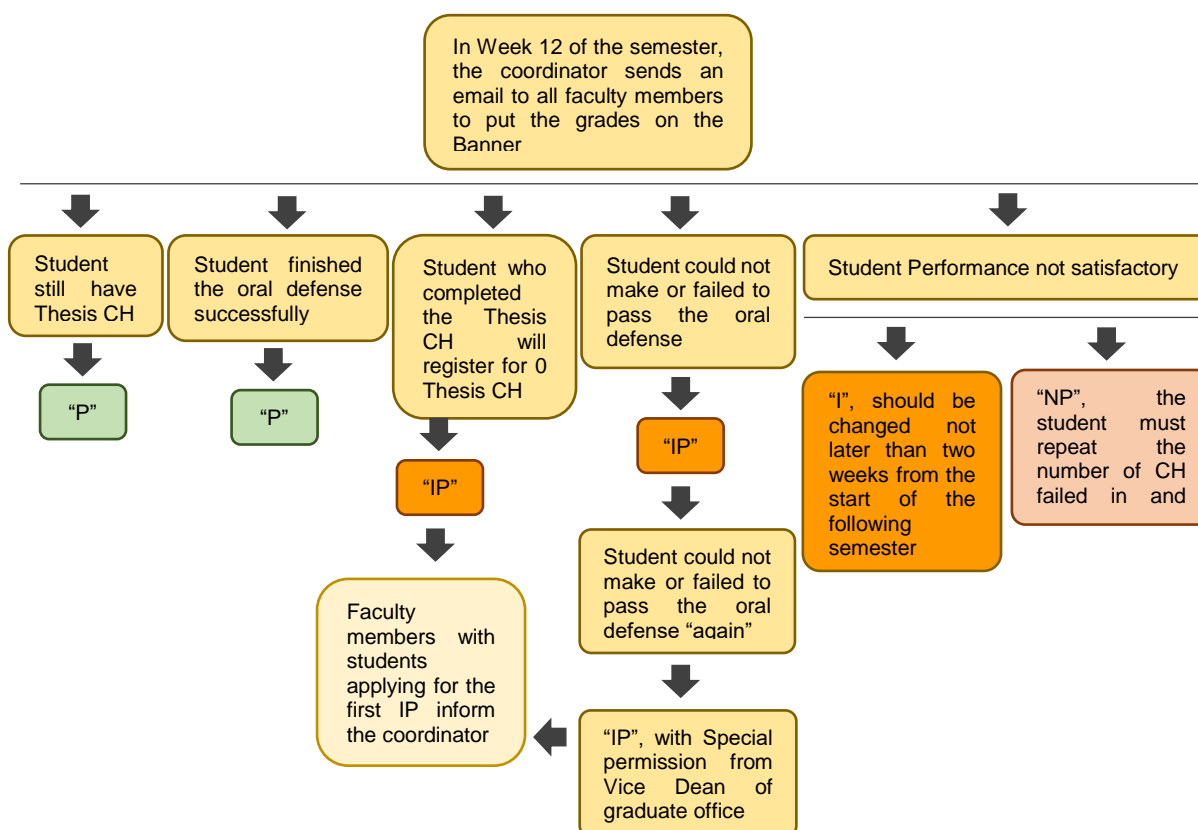 In Week 12 of the semester,
the coordinator sends an
email to all faculty members
to put the grades on the
Banner
Student
still have
Thesis CH
“P”
Student finished
the oral defense
successfully
“P”
Student who
completed
the Thesis
CH will
register for 0
Thesis CH
“IP”
Faculty
members with
students
applying for the
first IP inform
the coordinator
Student could not
make or failed to
pass the oral
defense
“IP”
Student could not
make or failed to
pass the oral
defense “again”
“IP”, with Special
permission from
Vice Dean of
graduate office
Student Performance not satisfactory
“I”, should be
changed not
later than two
weeks from the
start of the
following
semester
“NP”, the
student must
repeat the
number of CH
failed in and